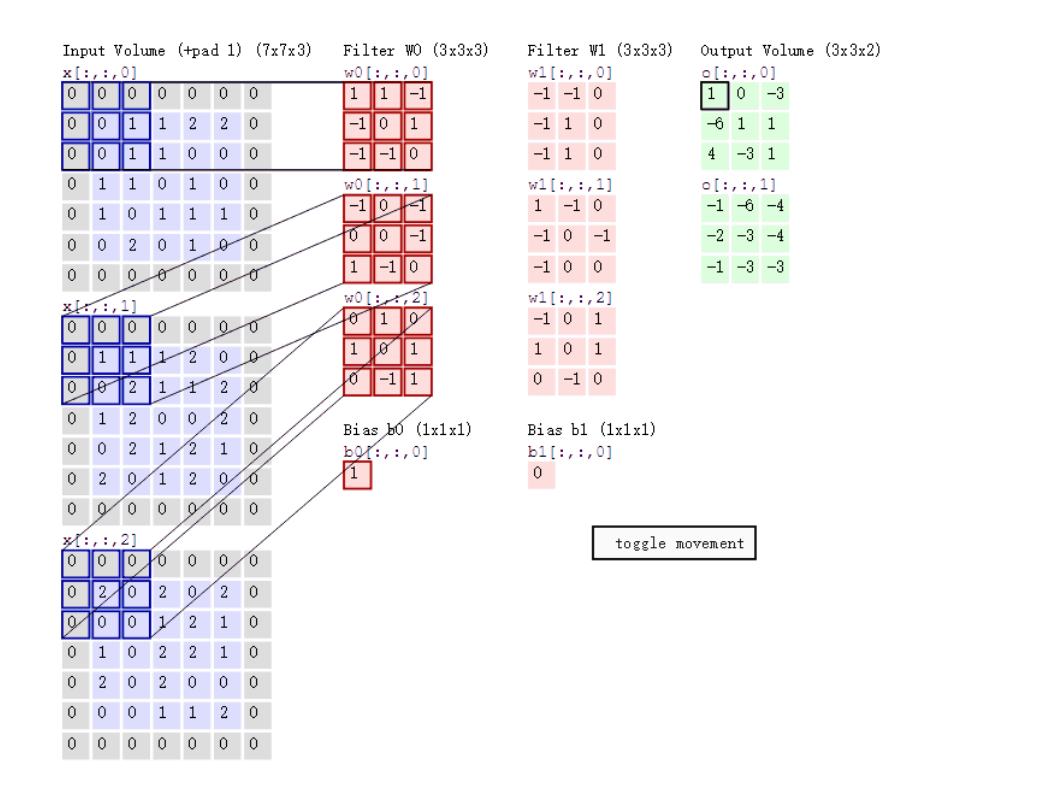 Input Volume (+pad 1) (7x7x3)
x[:,:,0]
0 0 0 0 0 0 0
0 0 1 1 2 2 0
0 0 1 1 0 0 0
0 1 1 0 1 0 0
0 1 0 1 1 1 0
0 0 2 0 1 0 0
0 0 0 0 0 0 0
x[:,:,1]
0 0 0 0 0 0 0
0 1 1 1 2 0 0
0 0 2 1 1 2 0
0 1 2 0 0 2 0
0 0 2 1 2 1 0
0 2 0 1 2 0 0
0 0 0 0 0 0 0
x[:,:,2]
0 0 0 0 0 0 0
0 2 0 2 0 2 0
0 0 0 1 2 1 0
0 1 0 2 2 1 0
0 2 0 2 0 0 0
0 0 0 1 1 2 0
0 0 0 0 0 0 0
Filter W0 (3x3x3)
w0[:,:,0]
1 1 -1
-1 0 1
-1 -1 0
w0[:,:,1]
-1 0 -1
0 0 -1
1 -1 0
w0[:,:,2]
0 1 0
1 0 1
0 -1 1
Bias b0 (1x1x1)
b0[:,:,0]
1
Filter W1 (3x3x3)
w1[:,:,0]
-1 -1 0
-1 1 0
-1 1 0
w1[:,:,1]
1 -1 0
-1 0 -1
-1 0 0
w1[:,:,2]
-1 0 1
1 0 1
0 -1 0
Bias b1 (1x1x1)
b1[:,:,0]
0
Output Volume (3x3x2)
o[:,:,0]
1 0 -3
-6 1 1
4 -3 1
o[:,:,1]
-1 -6 -4
-2 -3 -4
-1 -3 -3
toggle movement